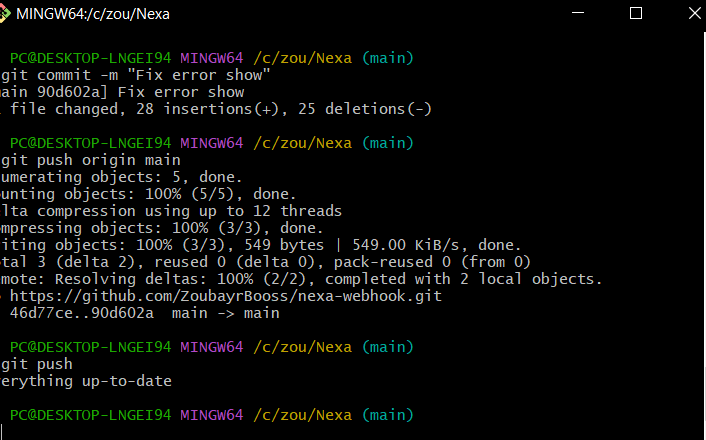 MINGW64:/c/zou/Nexa
PC@DESKTOP-LNGEI94 MINGW64 /c/zou/Nexa (main)
git commit -m "Fix error show"
ain 90d602a] Fix error show
file changed, 28 insertions(+), 25 deletions(-)
PC@DESKTOP-LNGEI94 MINGW64 /c/zou/Nexa (main)
git push origin main
umerating objects: 5, done.
unting objects: 100% (5/5), done.
lta compression using up to 12 threads
mpressing objects: 100% (3/3), done.
iting objects: 100% (3/3), 549 bytes | 549.00 KiB/s, done.
tal 3 (delta 2), reused 0 (delta 0), pack-reused 0 (from 0)
mote: Resolving deltas: 100% (2/2), completed with 2 local objects.
https://github.com/ZoubayrBooss/nexa-webhook.git
46d77ce..90d602a  main -> main
PC@DESKTOP-LNGEI94 MINGW64 /c/zou/Nexa (main)
git push
erything up-to-date
PC@DESKTOP-LNGEI94 MINGW64 /c/zou/Nexa (main)